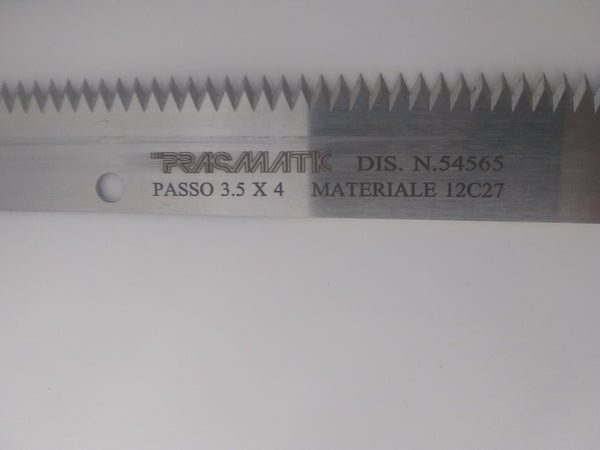 PRAGMATIC DIS. N.54565
PASSO 3.5 X 4 MATERIALE 12C27